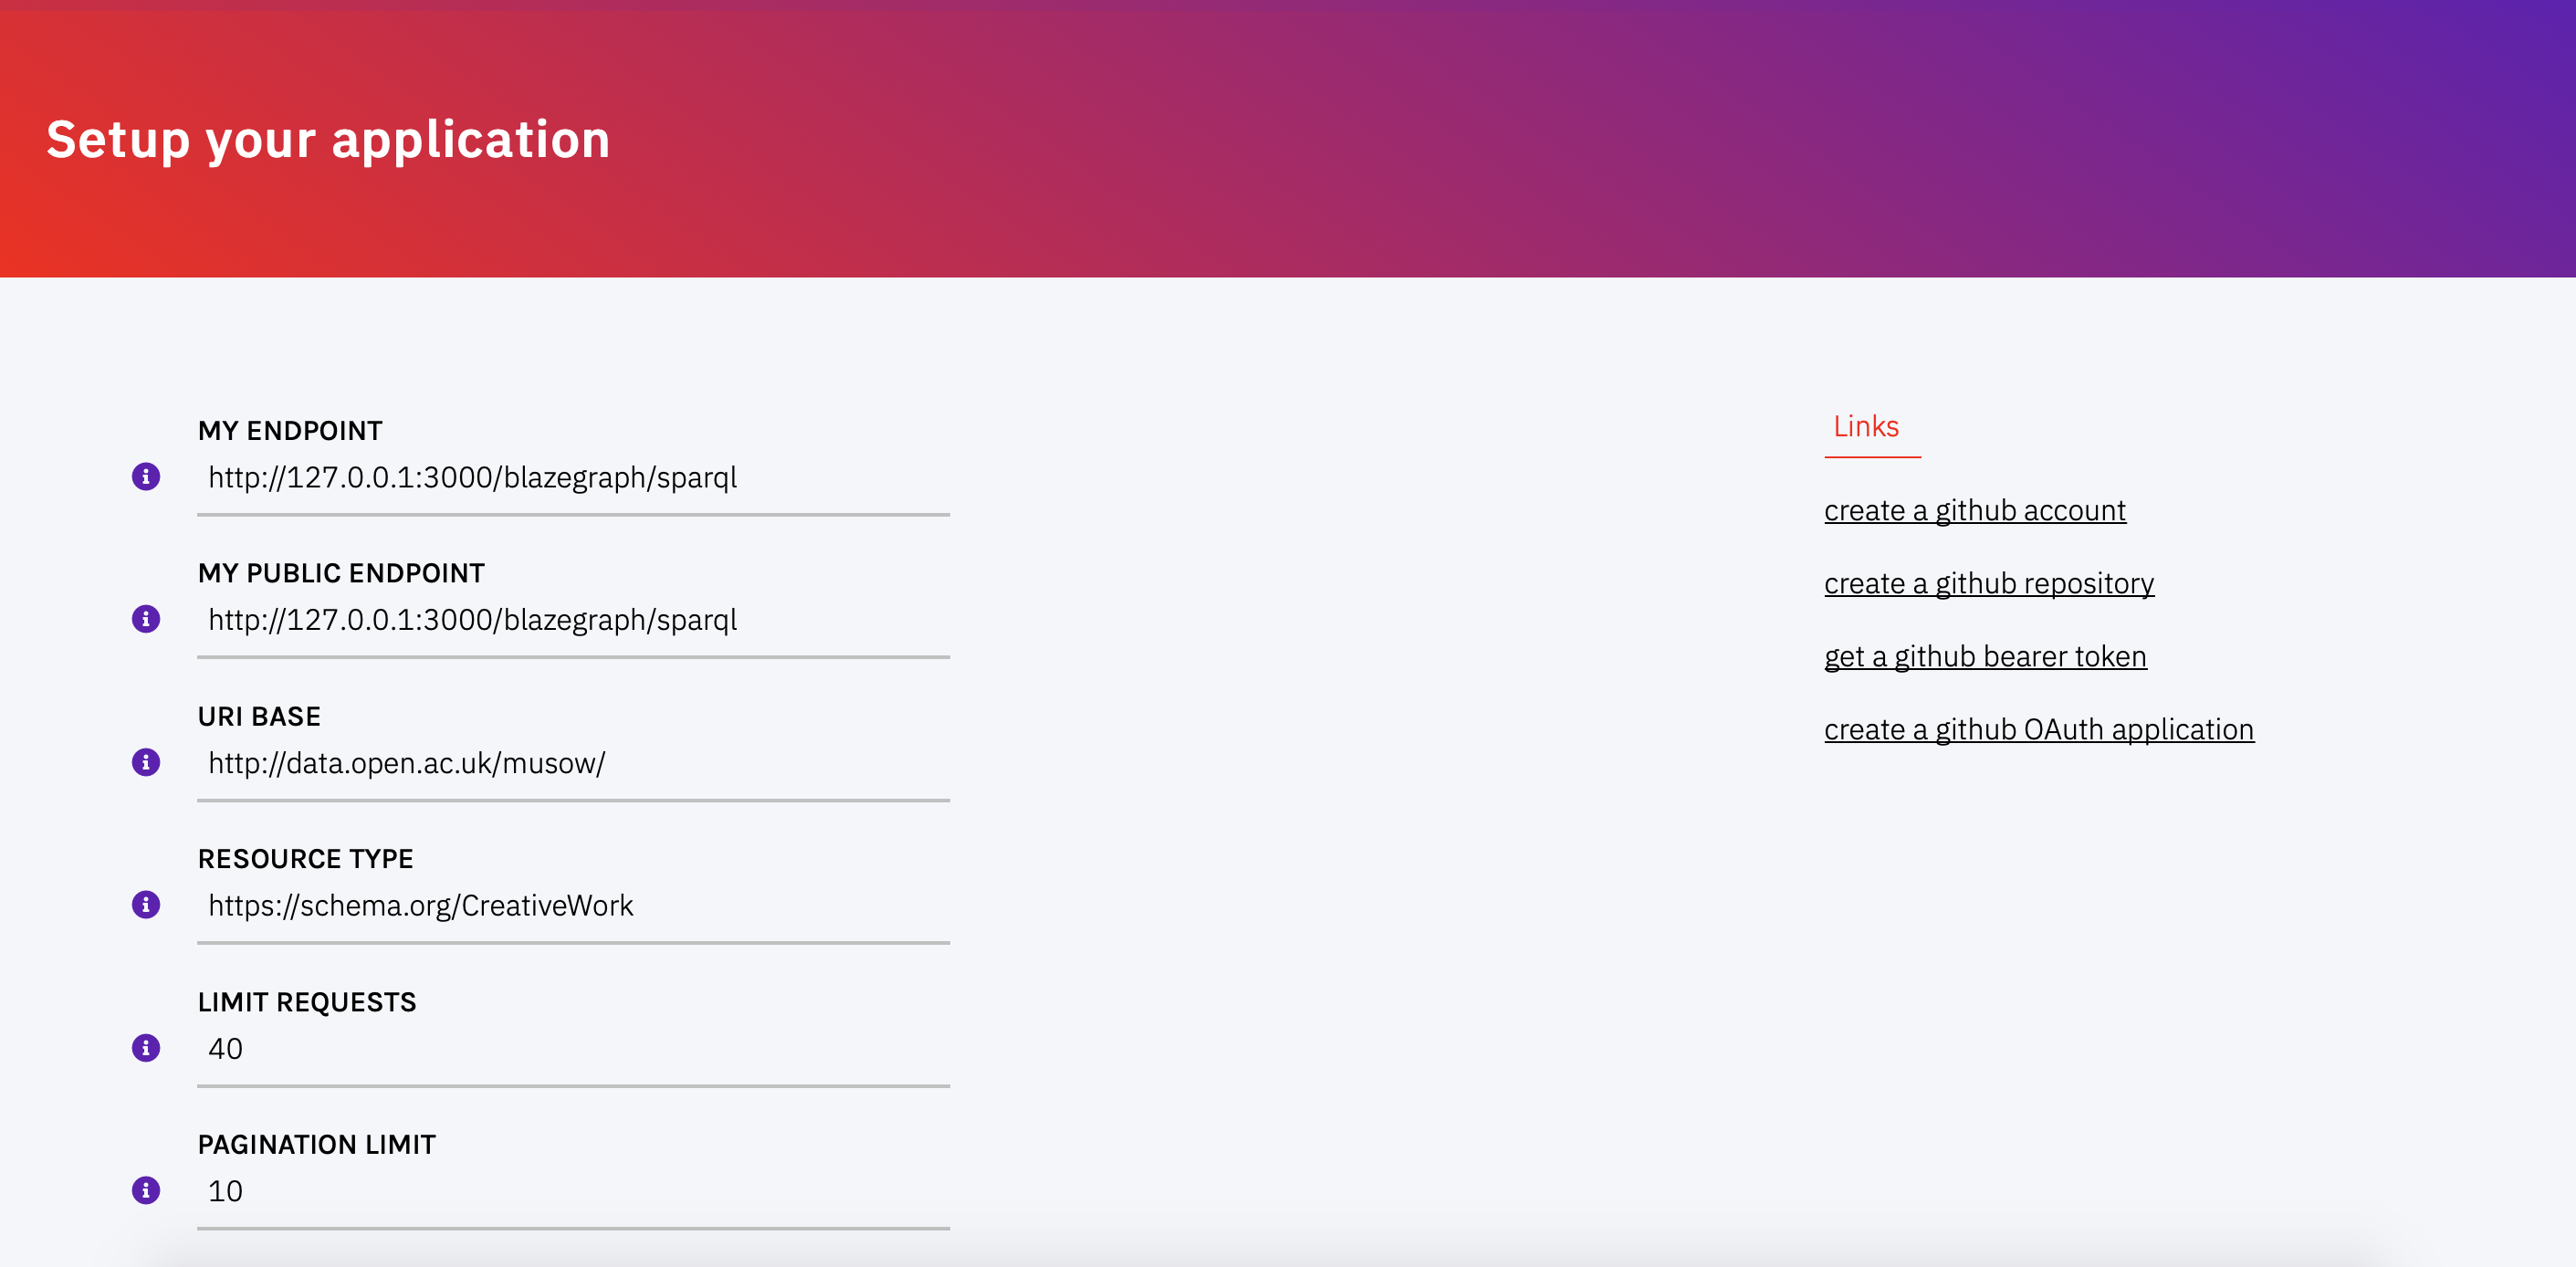 Setup your application
MY ENDPOINT
http://127.0.0.1:3000/blazegraph/sparql
MY PUBLIC ENDPOINT
http://127.0.0.1:3000/blazegraph/sparql
URI BASE
http://data.open.ac.uk/musow/
RESOURCE TYPE
https://schema.org/CreativeWork
LIMIT REQUESTS
40
PAGINATION LIMIT
10
Links
create a github account
create a github repository
get a github bearer token
create a github OAuth application